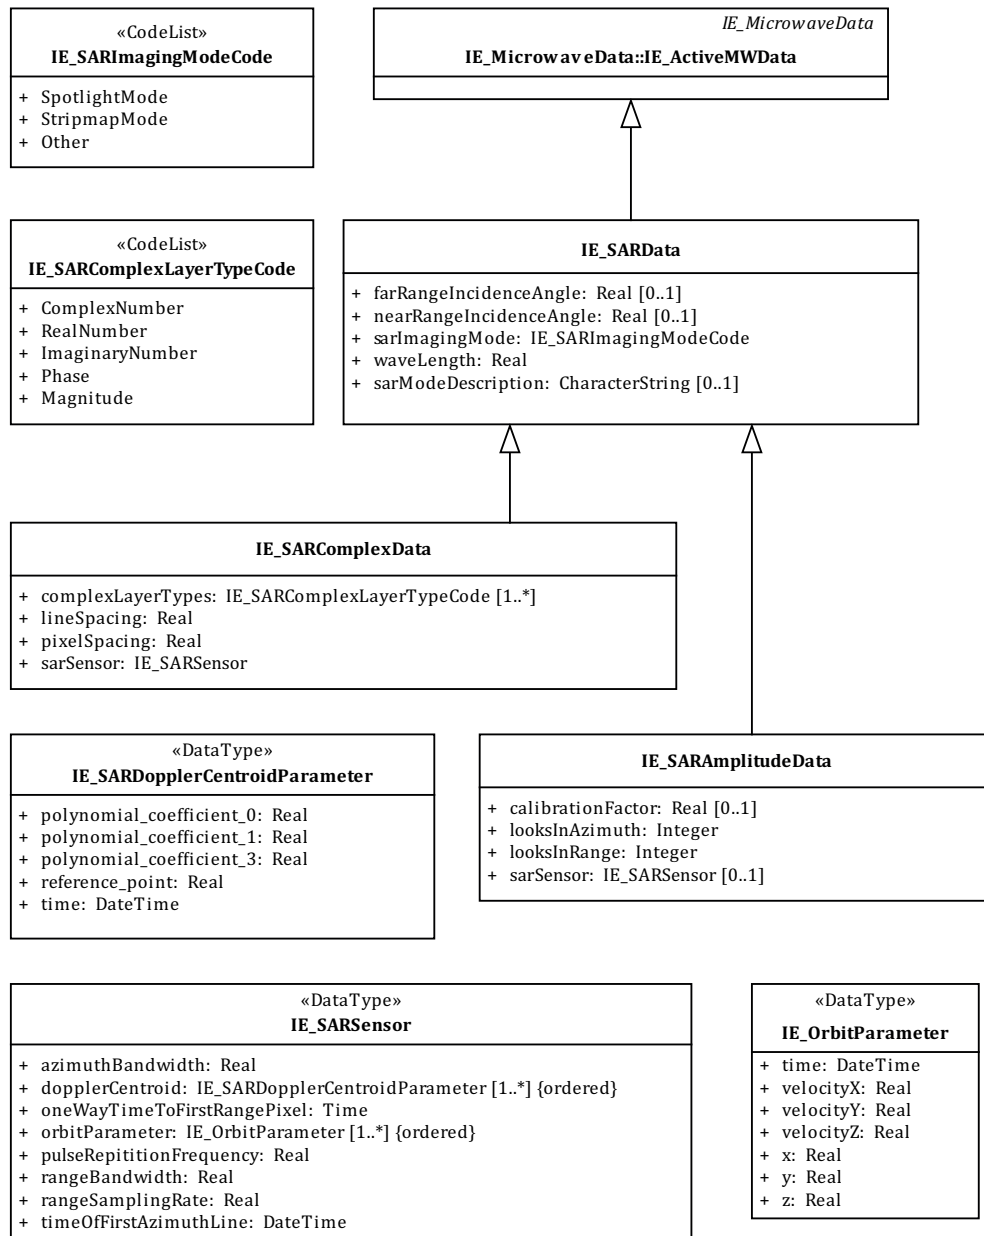 «CodeList»
IE_SARImagingModeCode
+ SpotlightMode
+ StripmapMode
+ Other
IE_MicrowaveData
IE_MicrowaveData::IE_ActiveMWData
«CodeList»
IE_SARComplexLayerTypeCode
+ ComplexNumber
+ RealNumber
+ ImaginaryNumber
+ Phase
+ Magnitude
IE_SARData
+ farRangeIncidenceAngle: Real [0..1]
+ nearRangeIncidenceAngle: Real [0..1]
+ sarImagingMode: IE_SARImagingModeCode
+ waveLength: Real
+ sarModeDescription: CharacterString [0..1]
IE_SARComplexData
+ complexLayerTypes: IE_SARComplexLayerTypeCode [1..*]
+ lineSpacing: Real
+ pixelSpacing: Real
+ sarSensor: IE_SARSensor
«DataType»
IE_SARDopplerCentroidParameter
+ polynomial_coefficient_0: Real
+ polynomial_coefficient_1: Real
+ polynomial_coefficient_3: Real
+ reference_point: Real
+ time: DateTime
IE_SARAmplitudeData
+ calibrationFactor: Real [0..1]
+ looksInAzimuth: Integer
+ looksInRange: Integer
+ sarSensor: IE_SARSensor [0..1]
«DataType»
IE_SARSensor
+ azimuthBandwidth: Real
+ dopplerCentroid: IE_SARDopplerCentroidParameter [1..*] {ordered}
+ oneWayTimeToFirstRangePixel: Time
+ orbitParameter: IE_OrbitParameter [1..*] {ordered}
+ pulseRepititionFrequency: Real
+ rangeBandwidth: Real
+ rangeSamplingRate: Real
+ timeOfFirstAzimuthLine: DateTime
«DataType»
IE_OrbitParameter
+ time: DateTime
+ velocityX: Real
+ velocityY: Real
+ velocityZ: Real
+ x: Real
+ y: Real
+ z: Real